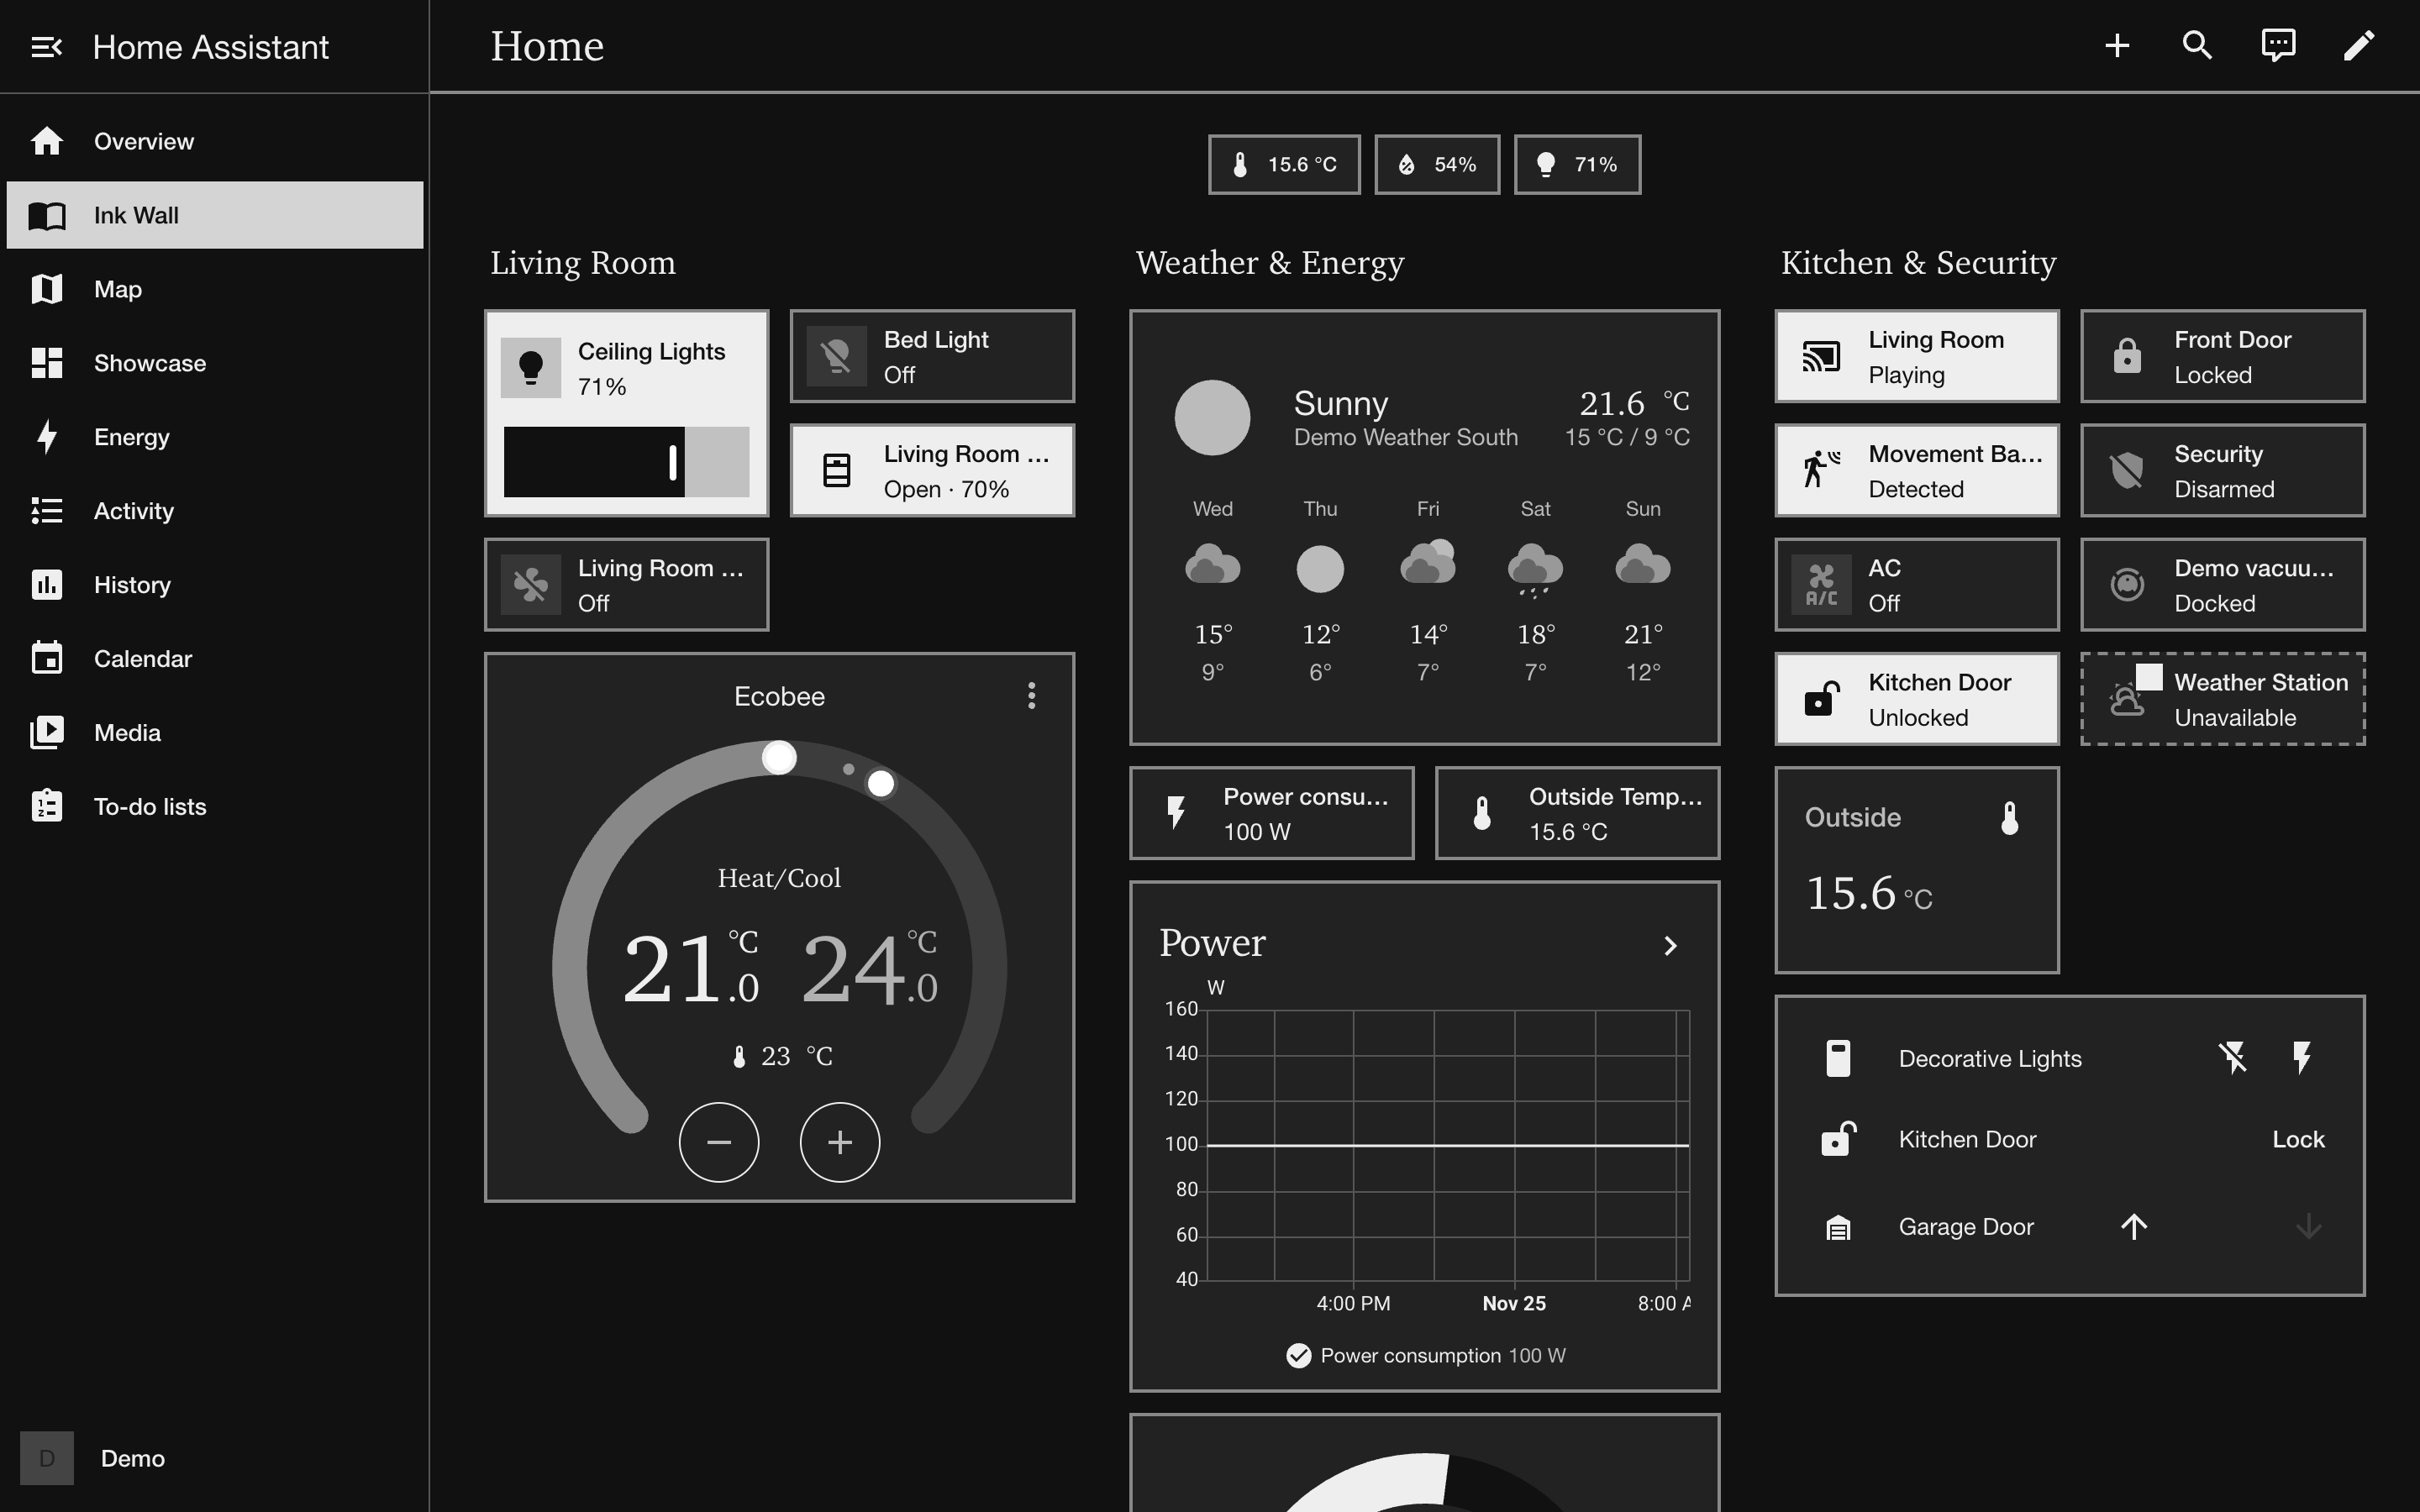 Home Assistant
Overview
Ink Wall
Map
Showcase
Energy
Activity
History
Calendar
Media
To-do lists
D
Demo
Home
15.6 °C
54%
71%
Living Room
Ceiling Lights
71%
Bed Light
Off
Living Room ...
Open · 70%
Living Room ...
Off
Ecobee
Heat/Cool
21.0 °C
24.0 °C
23 °C
Weather & Energy
Sunny
21.6 °C
Demo Weather South
15 °C / 9 °C
Wed Thu Fri Sat Sun
15° 12° 14° 18° 21°
9° 6° 7° 7° 12°
Power consu...
100 W
Outside Temp...
15.6 °C
Power
W
160
140
120
100
80
60
40
4:00 PM Nov 25 8:00 A
Power consumption 100 W
Kitchen & Security
Living Room
Playing
Front Door
Locked
Movement Ba...
Detected
Security
Disarmed
A/C
AC
Off
Demo vacuu...
Docked
Kitchen Door
Unlocked
Weather Station
Unavailable
Outside
15.6 °C
Decorative Lights
Kitchen Door
Lock
Garage Door